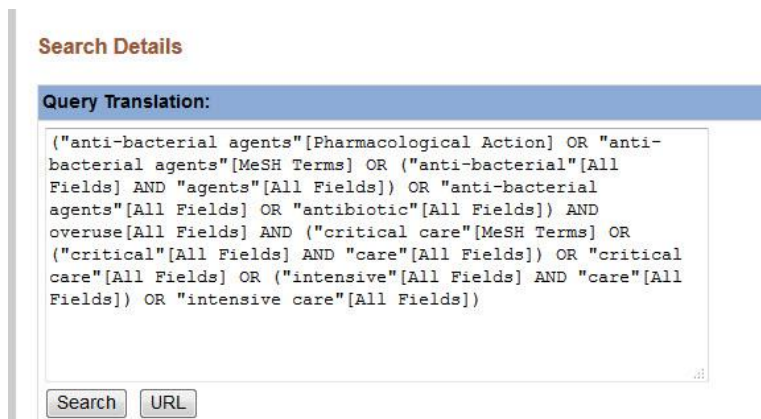 Search Details
Query Translation:
("anti-bacterial agents"[Pharmacological Action] OR "anti-
bacterial agents"[MeSH Terms] OR ("anti-bacterial"[All
Fields] AND "agents"[All Fields]) OR "anti-bacterial
agents"[All Fields] OR "antibiotic"[All Fields]) AND
overuse[All Fields] AND ("critical care"[MeSH Terms] OR
("critical"[All Fields] AND "care"[All Fields]) OR "critical
care"[All Fields] OR ("intensive"[All Fields] AND "care"[All
Fields]) OR "intensive care"[All Fields])
Search URL